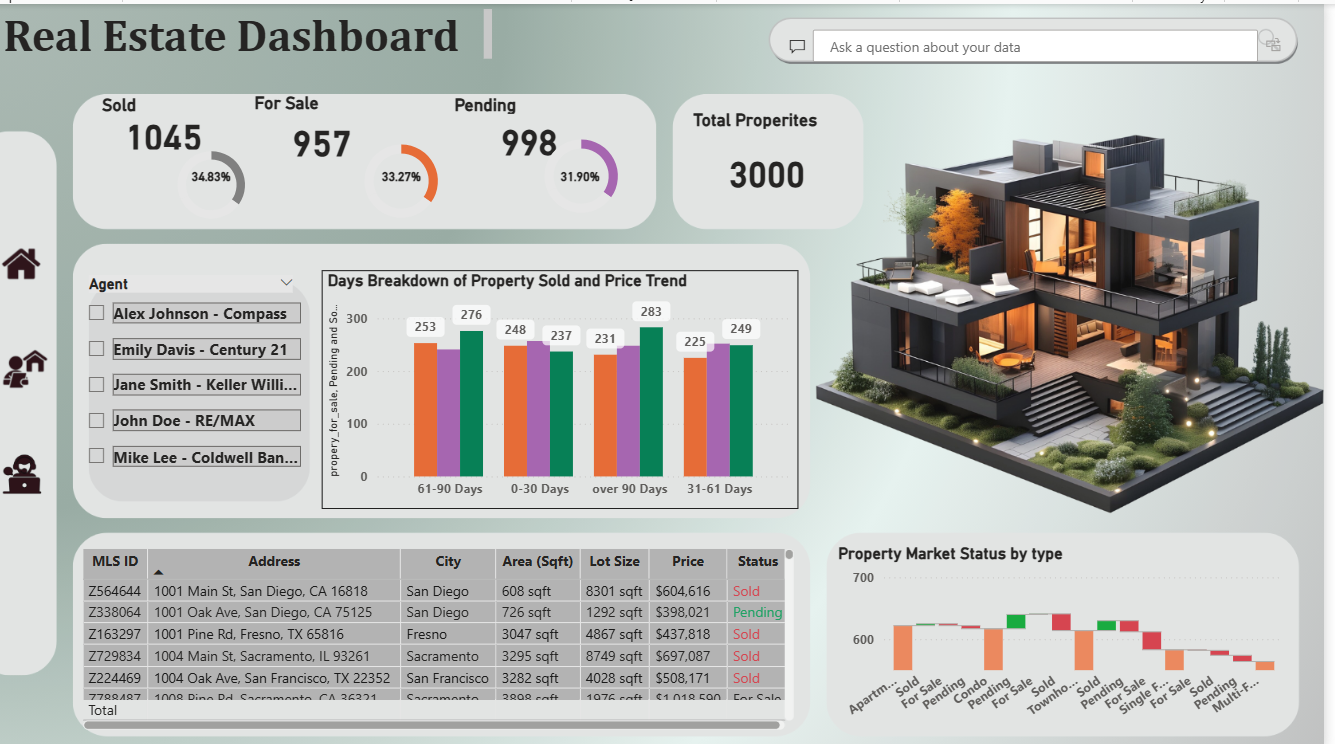 Real Estate Dashboard
Ask a question about your data
Sold
1045
34.83%
For Sale
957
33.27%
Pending
998
31.90%
Total Properites
3000
Agent
Alex Johnson - Compass
Emily Davis - Century 21
Jane Smith - Keller Willi...
John Doe - RE/MAX
Mike Lee - Coldwell Ban...
Days Breakdown of Property Sold and Price Trend
propery_for_sale, Pending and So...
300
200
100
0
253
276
248
237
231
283
225
249
61-90 Days
0-30 Days
over 90 Days
31-61 Days
MLS ID Address City Area (Sqft) Lot Size Price Status
Z564644 1001 Main St, San Diego, CA 16818 San Diego 608 sqft 8301 sqft $604,616 Sold
Z338064 1001 Oak Ave, San Diego, CA 75125 San Diego 726 sqft 1292 sqft $398,021 Pending
Z163297 1001 Pine Rd, Fresno, TX 65816 Fresno 3047 sqft 4867 sqft $437,818 Sold
Z729834 1004 Main St, Sacramento, IL 93261 Sacramento 3295 sqft 8749 sqft $697,087 Sold
Z224469 1004 Oak Ave, San Francisco, TX 22352 San Francisco 3282 sqft 4028 sqft $508,171 Sold
Z788487 1008 Pine Rd, Sacramento, CA 36321 Sacramento 3898 sqft 1976 sqft $1,018,590 For Sale
Total
Property Market Status by type
700
600
Apartm...
Sold
For Sale
Pending
Condo
Pending
For Sale
Sold
Townho...
Sold
Pending
For Sale
Single F...
For Sale
Sold
Pending
Multi-F...